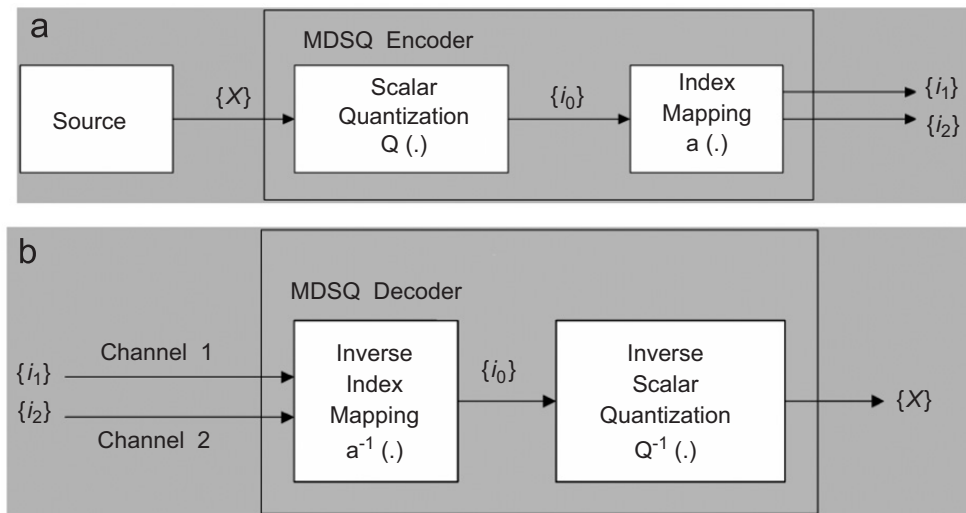 a
MDSQ Encoder
Source
{X}
Scalar
Quantization
Q (.)
{i₀}
Index
Mapping
a (.)
{i₁}
{i₂}
b
MDSQ Decoder
{i₁}
{i₂}
Channel 1
Channel 2
Inverse
Index
Mapping
a⁻¹ (.)
{i₀}
Inverse
Scalar
Quantization
Q⁻¹ (.)
{X}